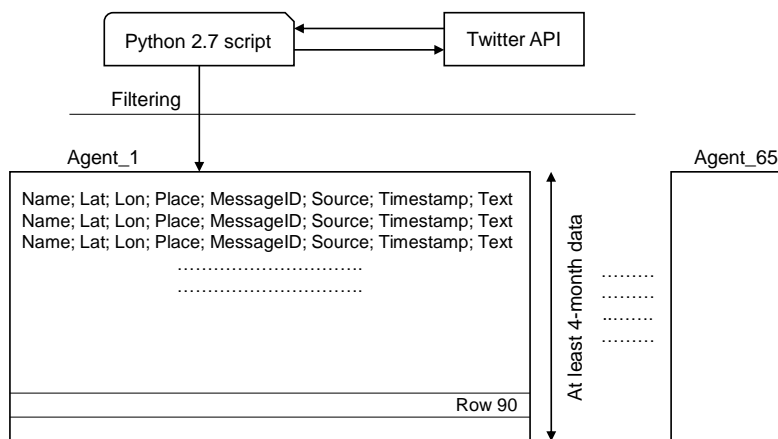 Python 2.7 script
Twitter API
Filtering
Agent_1
Agent_65
Name; Lat; Lon; Place; MessageID; Source; Timestamp; Text
Name; Lat; Lon; Place; MessageID; Source; Timestamp; Text
Name; Lat; Lon; Place; MessageID; Source; Timestamp; Text
At least 4-month data
Row 90